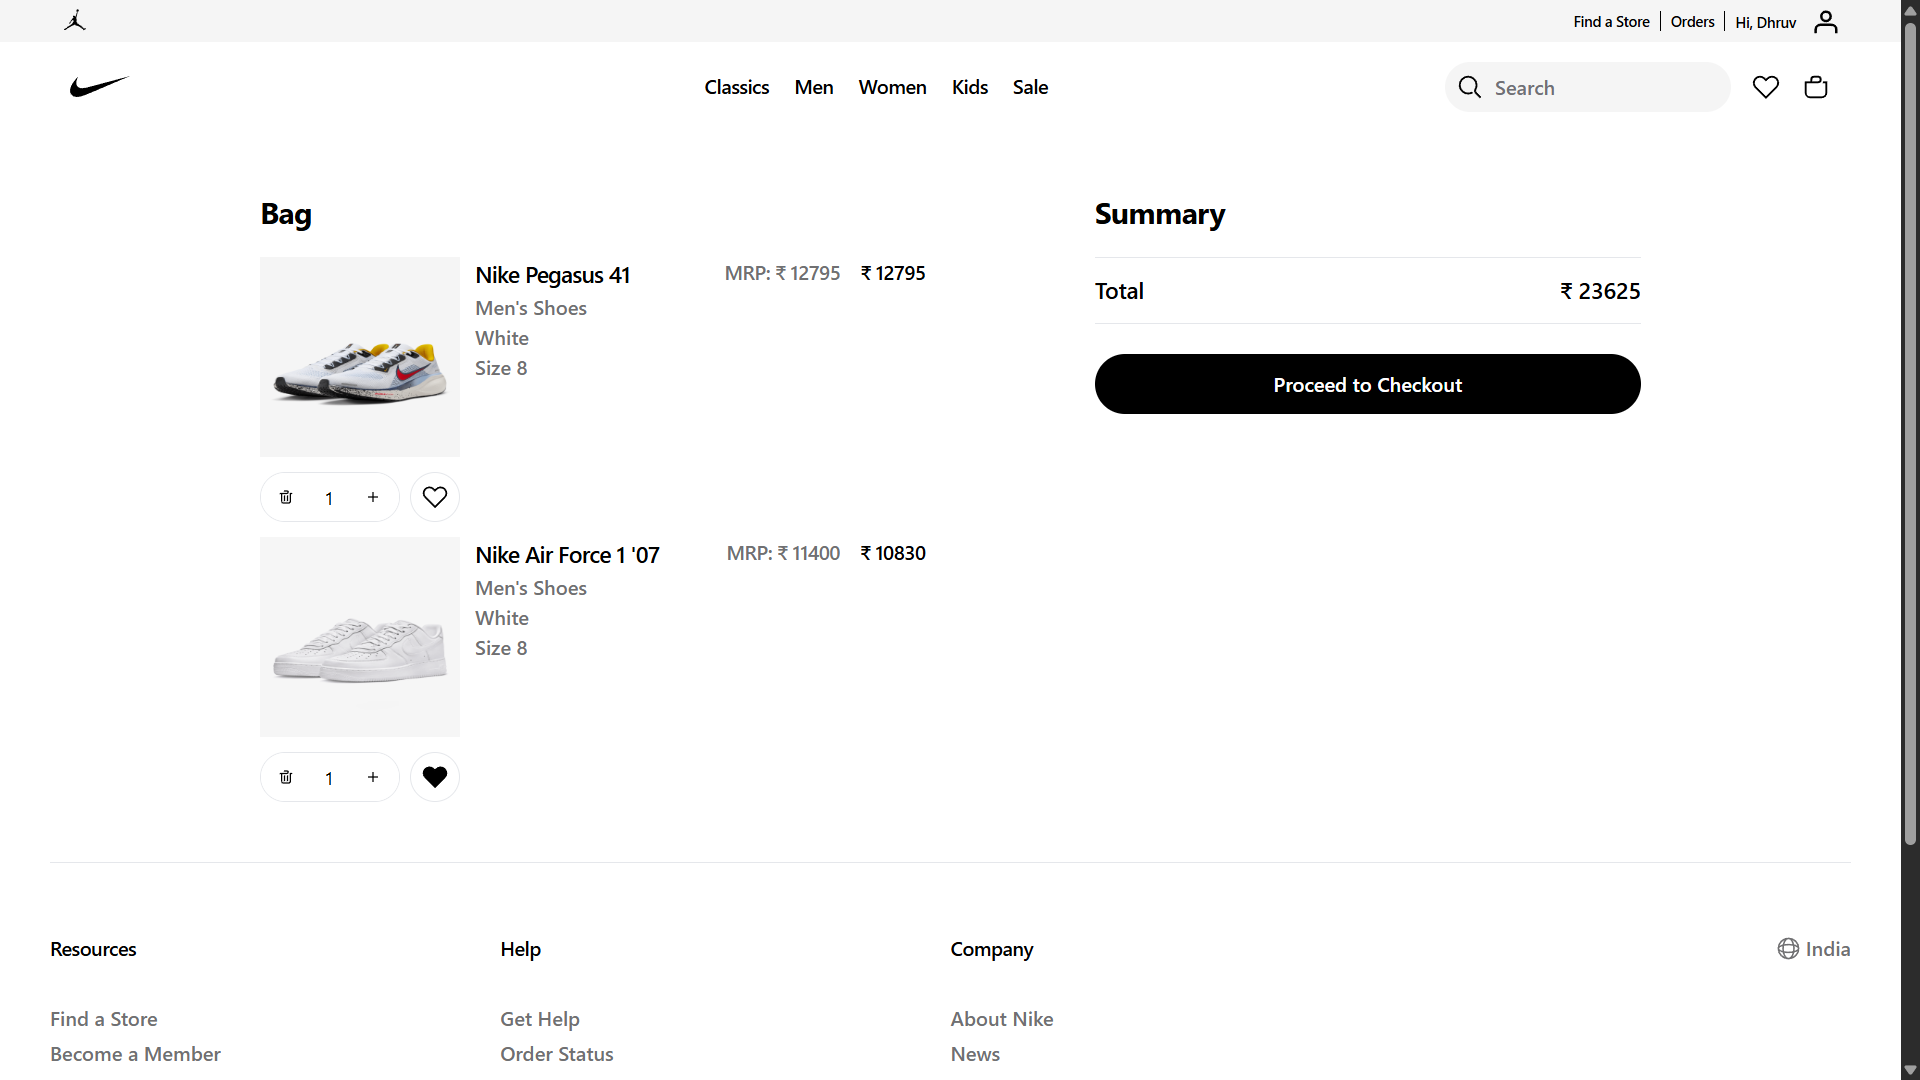 Find a Store
Orders
Hi, Dhruv
Classics
Men
Women
Kids
Sale
Search
Bag
Nike Pegasus 41
MRP: ₹ 12795
₹ 12795
Men's Shoes
White
Size 8
1
Nike Air Force 1 '07
MRP: ₹ 11400
₹ 10830
Men's Shoes
White
Size 8
1
Summary
Total
₹ 23625
Proceed to Checkout
Resources
Find a Store
Become a Member
Help
Get Help
Order Status
Company
About Nike
News
India